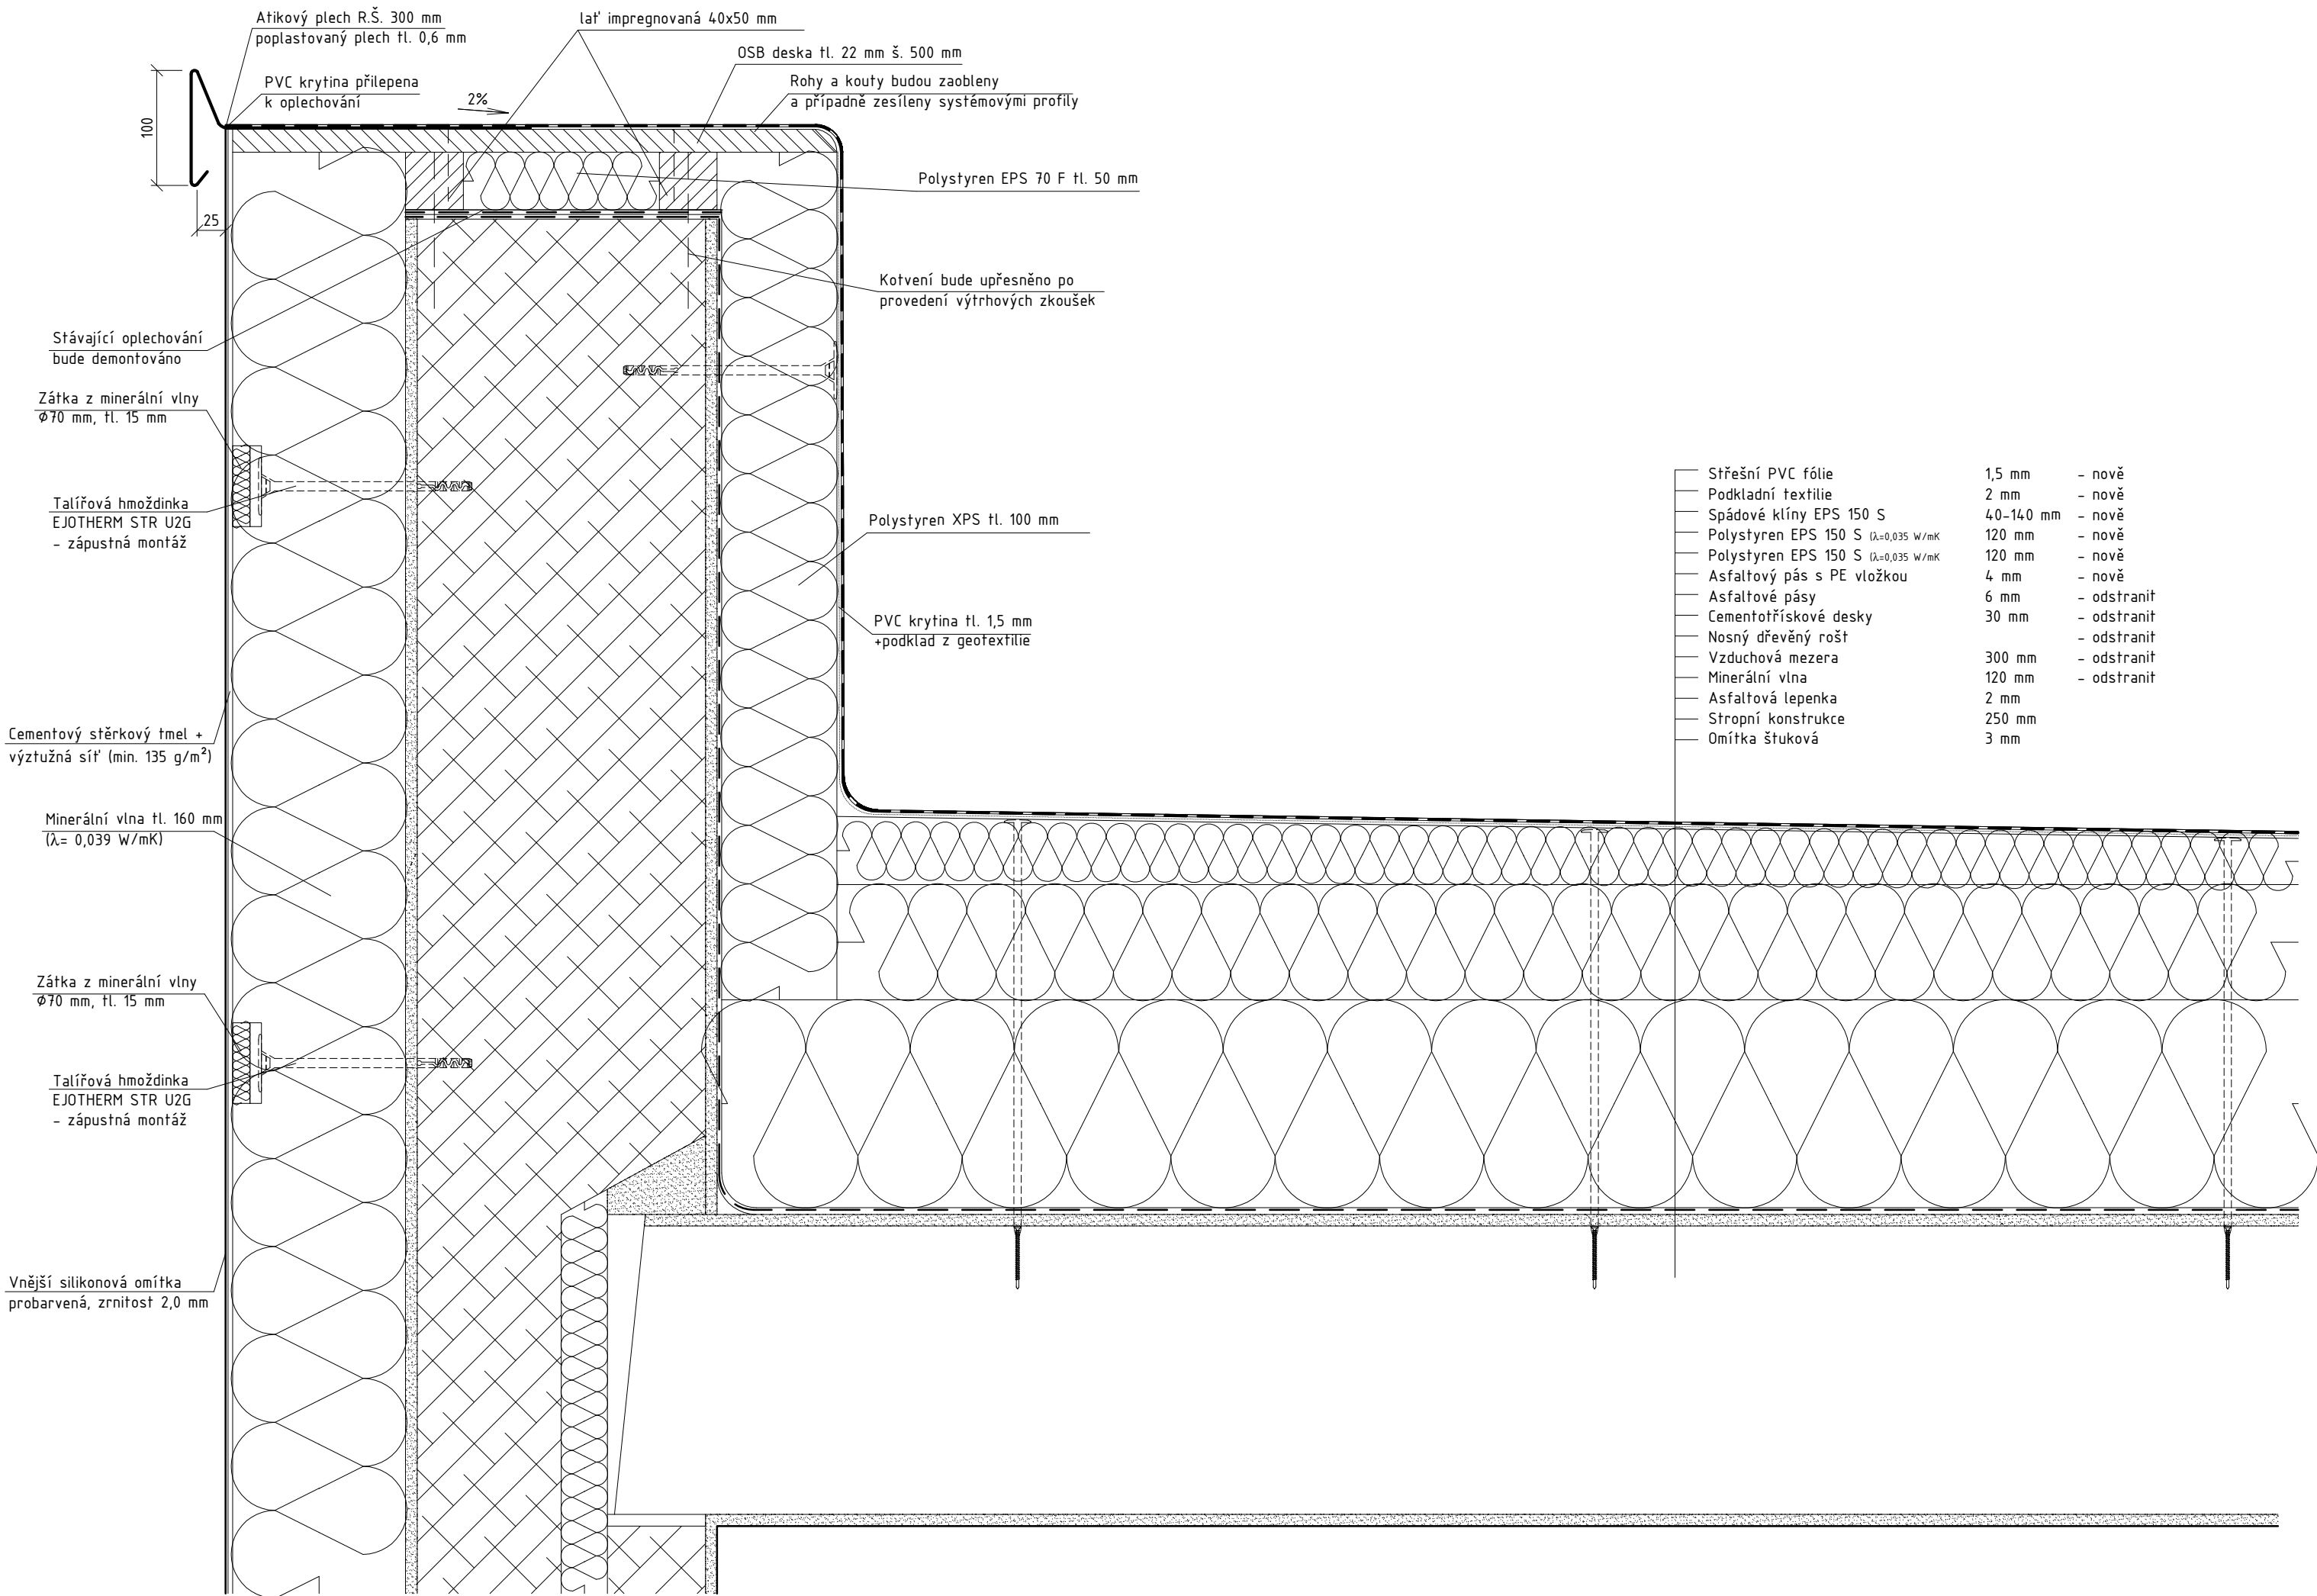 Atikový plech R.Š. 300 mm
poplastovaný plech tl. 0,6 mm
lať impregnovaná 40x50 mm
OSB deska tl. 22 mm š. 500 mm
PVC krytina přilepena
k oplechování
2%
Rohy a kouty budou zaobleny
a případně zesíleny systémovými profily
100
25
Polystyren EPS 70 F tl. 50 mm
Kotvení bude upřesněno po
provedení výtrhových zkoušek
Stávající oplechování
bude demontováno
Zátka z minerální vlny
Φ70 mm, tl. 15 mm
Talířová hmoždinka
EJOTHERM STR U2G
- zápustná montáž
Polystyren XPS tl. 100 mm
PVC krytina tl. 1,5 mm
+podklad z geotextilie
Střešní PVC fólie 1,5 mm - nově
Podkladní textilie 2 mm - nově
Spádové klíny EPS 150 S 40-140 mm - nově
Polystyren EPS 150 S (λ=0,035 W/mK 120 mm - nově
Polystyren EPS 150 S (λ=0,035 W/mK 120 mm - nově
Asfaltový pás s PE vložkou 4 mm - nově
Asfaltové pásy 6 mm - odstranit
Cementotřískové desky 30 mm - odstranit
Nosný dřevěný rošt - odstranit
Vzduchová mezera 300 mm - odstranit
Minerální vlna 120 mm - odstranit
Asfaltová lepenka 2 mm
Stropní konstrukce 250 mm
Omítka štuková 3 mm
Cementový stěrkový tmel +
výztužná síť (min. 135 g/m²)
Minerální vlna tl. 160 mm
(λ= 0,039 W/mK)
Zátka z minerální vlny
Φ70 mm, tl. 15 mm
Talířová hmoždinka
EJOTHERM STR U2G
- zápustná montáž
Vnější silikonová omítka
probarvená, zrnitost 2,0 mm